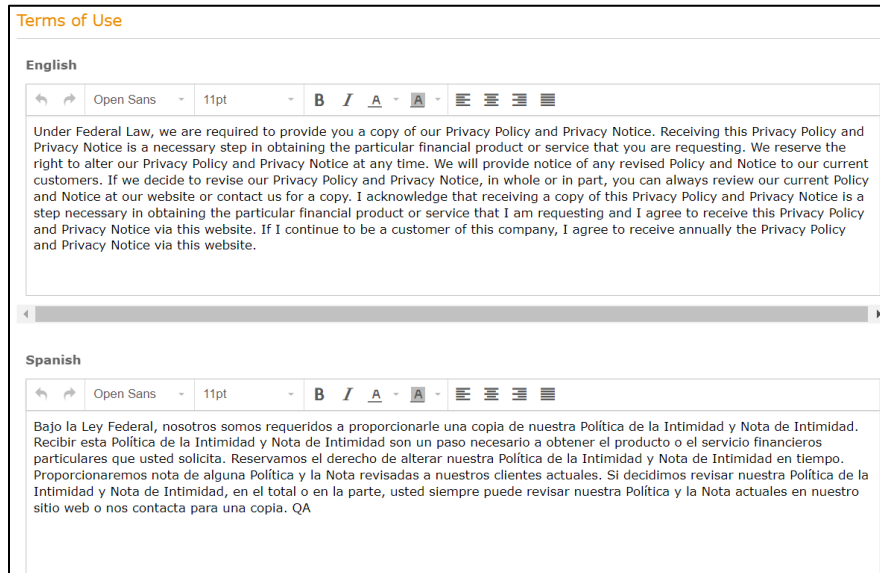 Terms of Use
English
Open Sans 11pt B I A A
Under Federal Law, we are required to provide you a copy of our Privacy Policy and Privacy Notice. Receiving this Privacy Policy and
Privacy Notice is a necessary step in obtaining the particular financial product or service that you are requesting. We reserve the
right to alter our Privacy Policy and Privacy Notice at any time. We will provide notice of any revised Policy and Notice to our current
customers. If we decide to revise our Privacy Policy and Privacy Notice, in whole or in part, you can always review our current Policy
and Notice at our website or contact us for a copy. I acknowledge that receiving a copy of this Privacy Policy and Privacy Notice is a
step necessary in obtaining the particular financial product or service that I am requesting and I agree to receive this Privacy Policy
and Privacy Notice via this website. If I continue to be a customer of this company, I agree to receive annually the Privacy Policy
and Privacy Notice via this website.
Spanish
Open Sans 11pt B I A A
Bajo la Ley Federal, nosotros somos requeridos a proporcionarle una copia de nuestra Política de la Intimidad y Nota de Intimidad.
Recibir esta Política de la Intimidad y Nota de Intimidad son un paso necesario a obtener el producto o el servicio financieros
particulares que usted solicita. Reservamos el derecho de alterar nuestra Política de la Intimidad y Nota de Intimidad en tiempo.
Proporcionaremos nota de alguna Política y la Nota revisadas a nuestros clientes actuales. Si decidimos revisar nuestra Política de la
Intimidad y Nota de Intimidad, en el total o en la parte, usted siempre puede revisar nuestra Política y la Nota actuales en nuestro
sitio web o nos contacta para una copia. QA